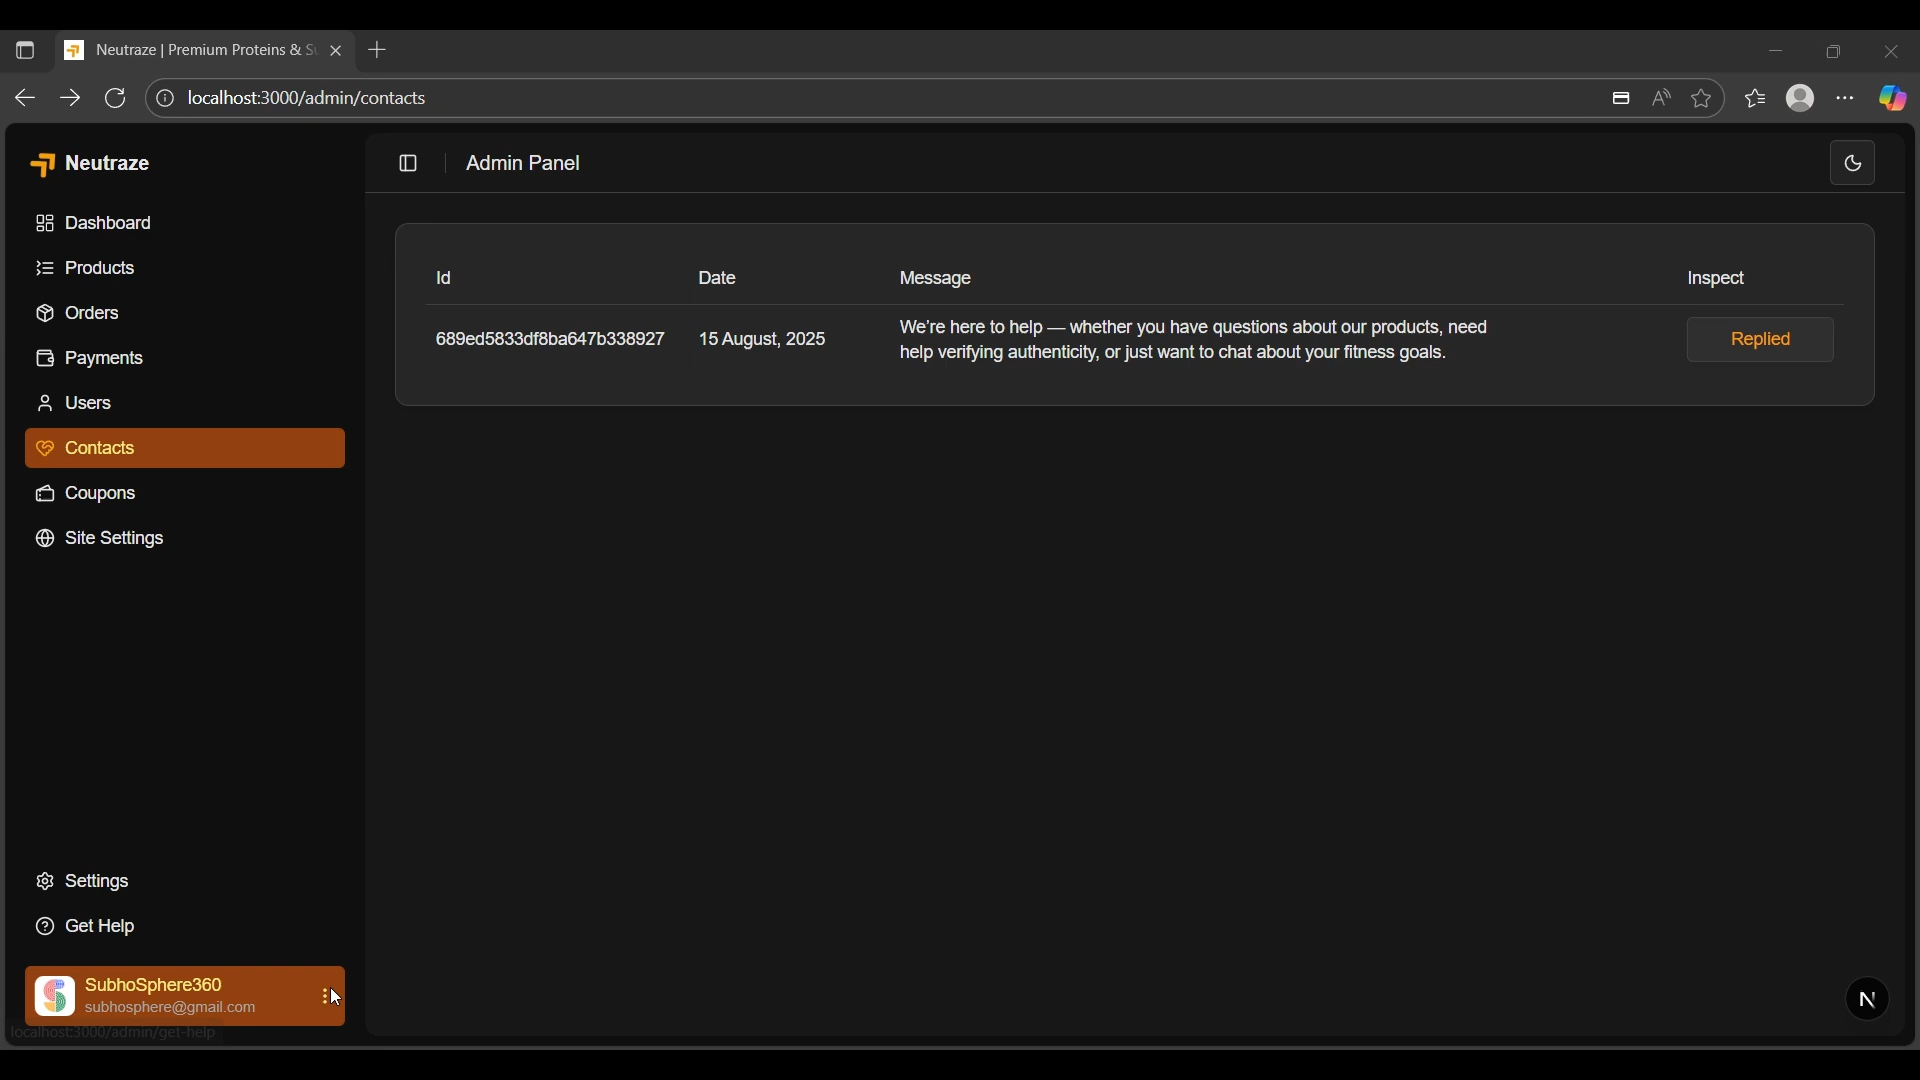 Neutraze | Premium Proteins & Su
localhost:3000/admin/contacts
Neutraze
Admin Panel
Dashboard
Products
Orders
Payments
Users
Contacts
Coupons
Site Settings
Id Date Message Inspect
689ed5833df8ba647b338927 15 August, 2025 We’re here to help — whether you have questions about our products, need
help verifying authenticity, or just want to chat about your fitness goals. Replied
Settings
Get Help
SubhoSphere360
subhosphere@gmail.com
localhost:3000/admin/get-help
N